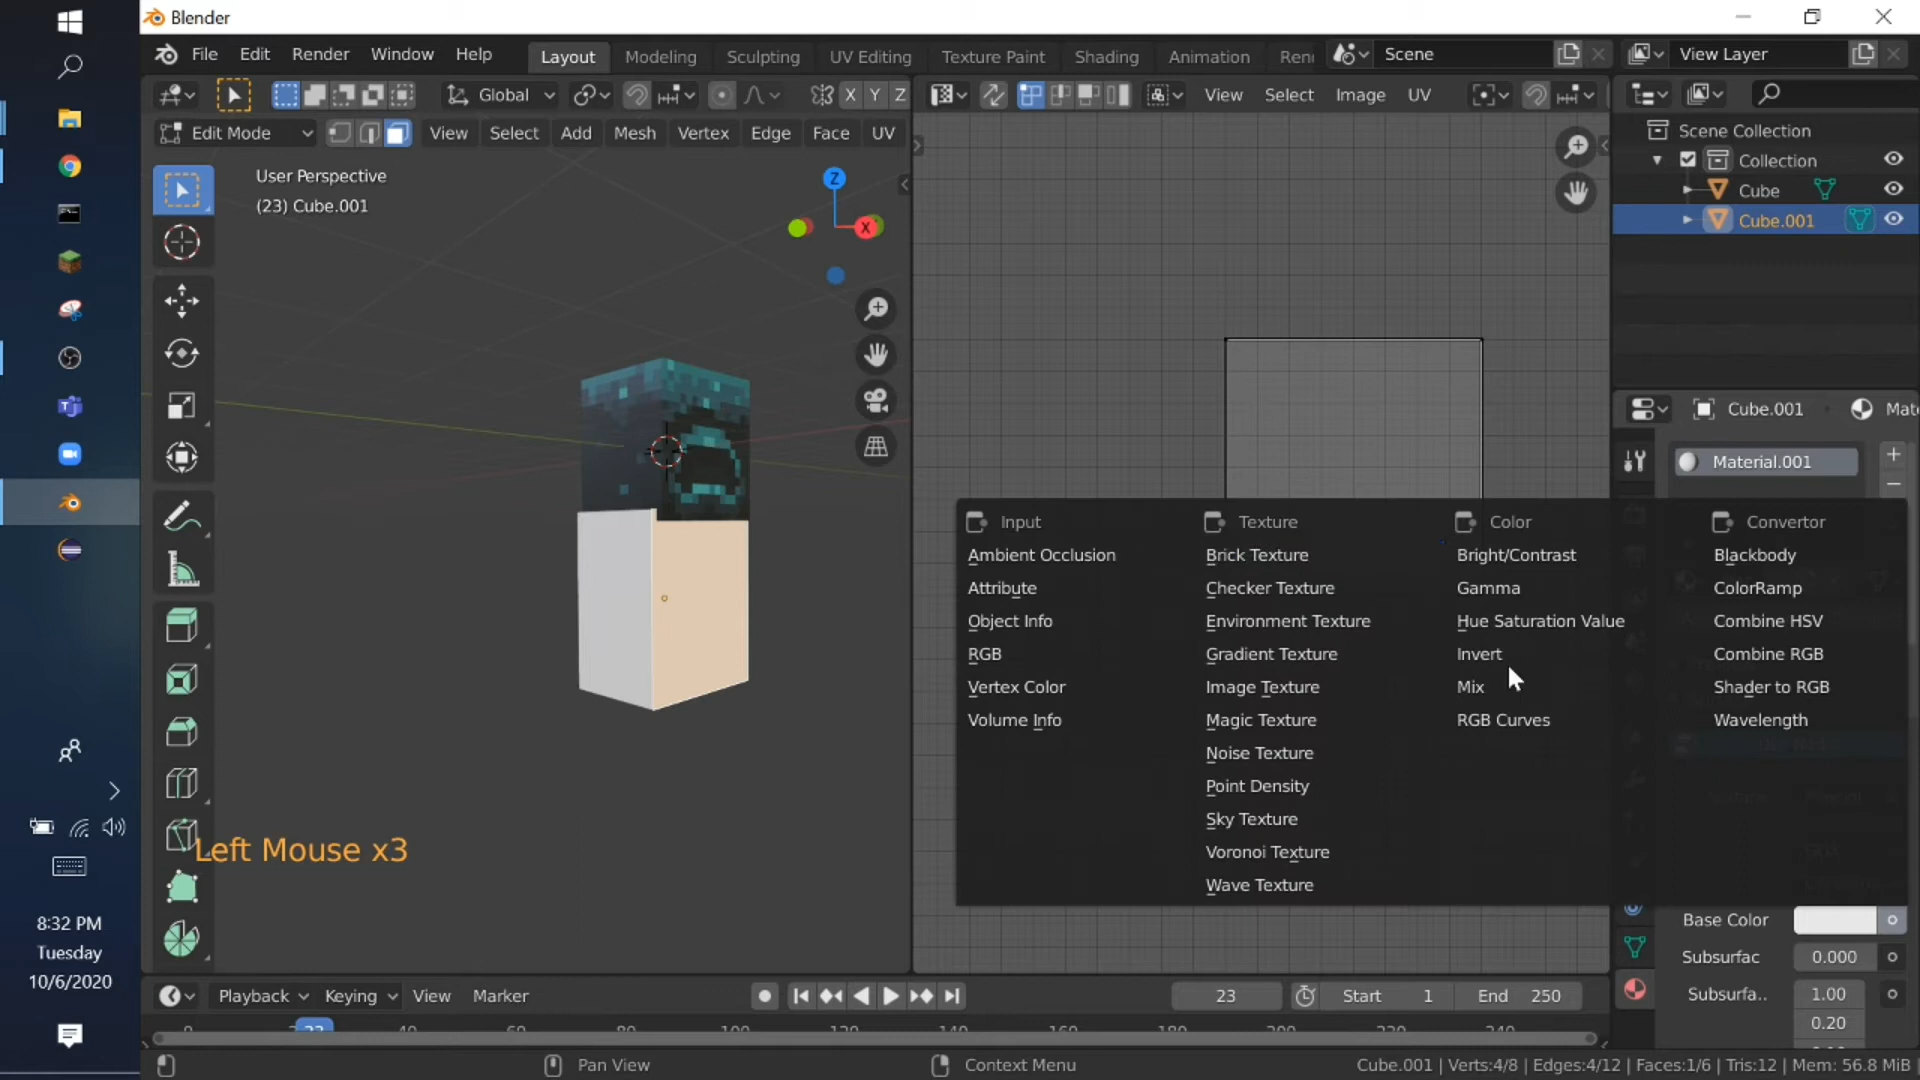 Blender
File Edit Render Window Help Layout Modeling Sculpting UV Editing Texture Paint Shading Animation Scene View Layer
Global X Y Z View Select Image UV
Edit Mode View Select Add Mesh Vertex Edge Face UV
Scene Collection
Collection
Cube
Cube.001
User Perspective
(23) Cube.001
Z
X
Cube.001
Material.001
Input Texture Color Convertor
Ambient Occlusion Brick Texture Bright/Contrast Blackbody
Attribute Checker Texture Gamma ColorRamp
Object Info Environment Texture Hue Saturation Value Combine HSV
RGB Gradient Texture Invert Combine RGB
Vertex Color Image Texture Mix Shader to RGB
Volume Info Magic Texture RGB Curves Wavelength
Noise Texture
Point Density
Sky Texture
Voronoi Texture
Wave Texture
Left Mouse x3
Base Color
Subsurfac 0.000
Subsurfa.. 1.00
0.20
8:32 PM
Tuesday
10/6/2020
Playback Keying View Marker 23 Start 1 End 250
Pan View Context Menu Cube.001 | Verts:4/8 | Edges:4/12 | Faces:1/6 | Tris:12 | Mem: 56.8 MiB